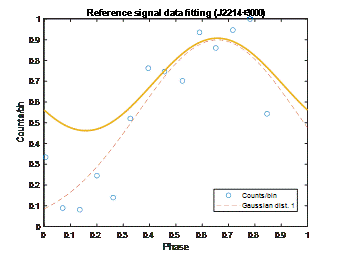 Reference signal data fitting (J2214+3000)
1
0.9
0.8
0.7
0.6
0.5
0.4
0.3
0.2
0.1
0
Counts/bin
Counts/bin
Gaussian dist. 1
0 0.1 0.2 0.3 0.4 0.5 0.6 0.7 0.8 0.9 1
Phase